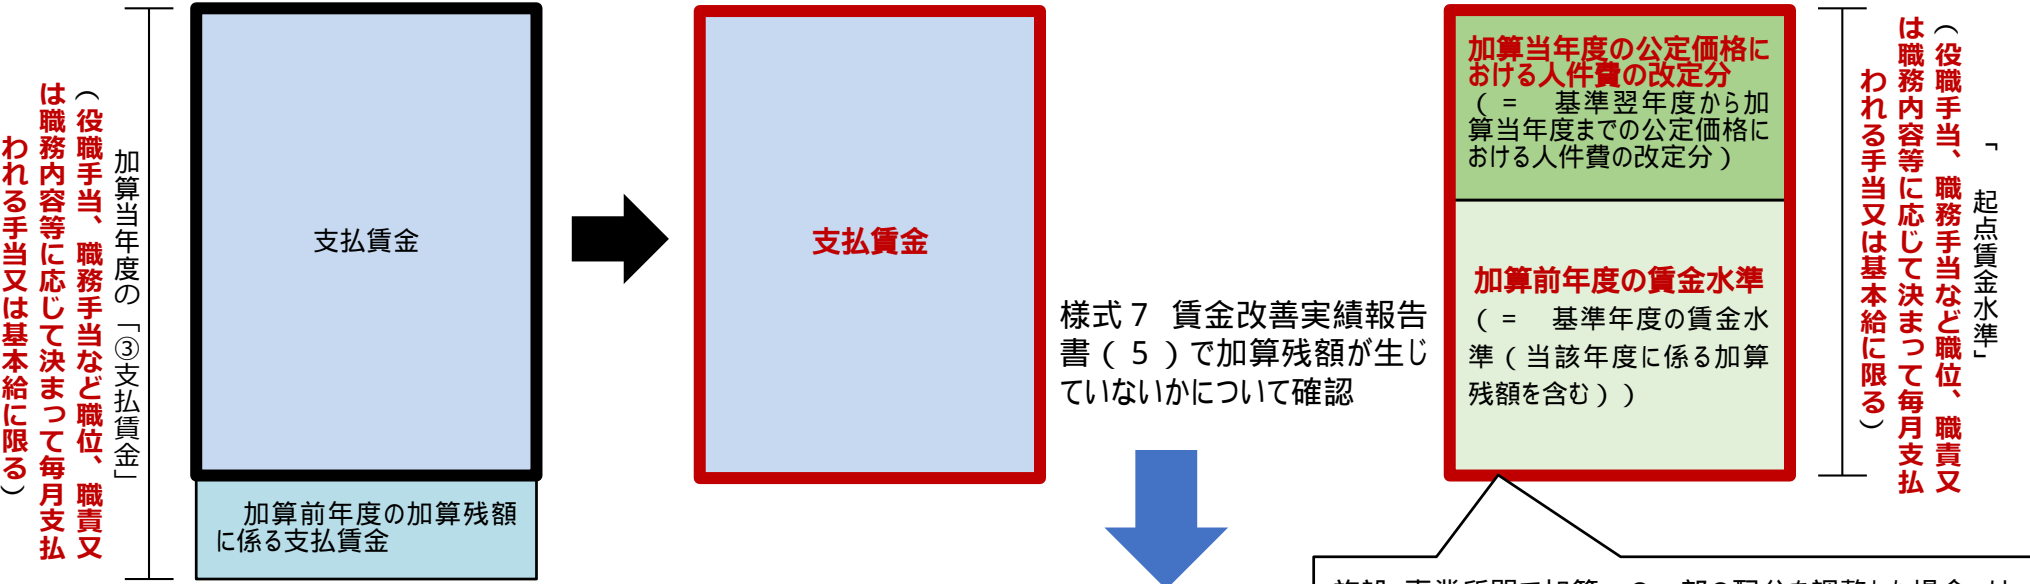 加算当年度の「③支払賃金」
（役職手当、職務手当など職位、職責又
は職務内容等に応じて決まって毎月支払
われる手当又は基本給に限る）
支払賃金
加算前年度の加算残額
に係る支払賃金
支払賃金
様式７ 賃金改善実績報告
書（５）で加算残額が生じ
ていないかについて確認
加算当年度の公定価格に
おける人件費の改定分
（＝ 基準翌年度から加
算当年度までの公定価格に
おける人件費の改定分）
加算前年度の賃金水準
（＝ 基準年度の賃金水
準（当該年度に係る加算
残額を含む））
「 起点賃金水準」
（役職手当、職務手当など職位、職責又
は職務内容等に応じて決まって毎月支払
われる手当又は基本給に限る）